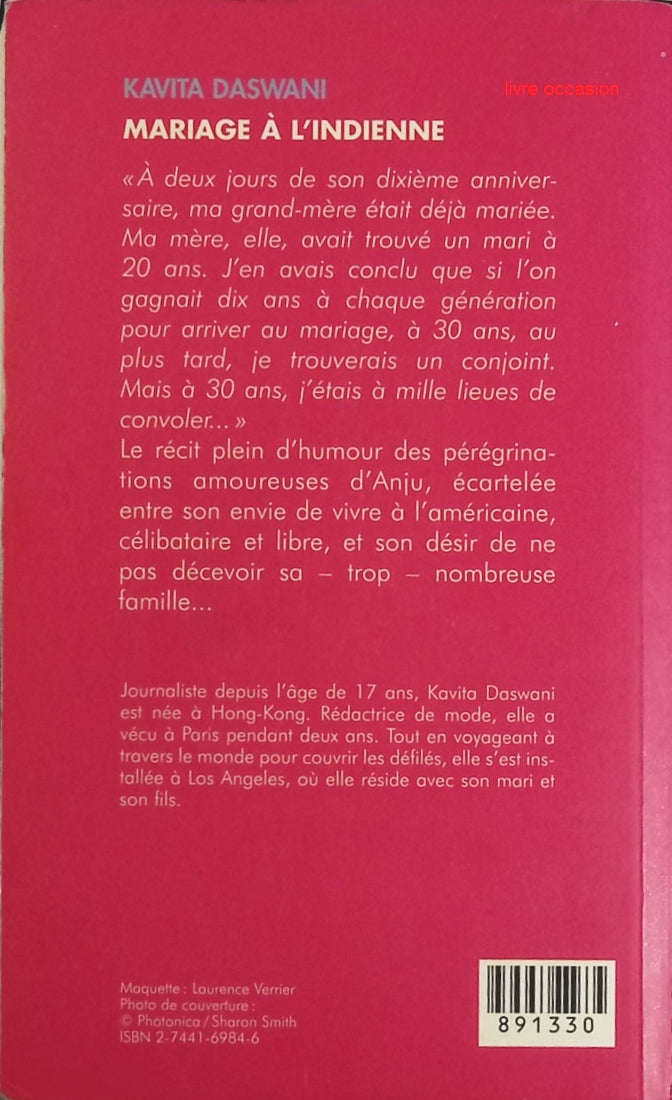 KAVITA DASWANI
livre occasion
MARIAGE À L'INDIENNE
« À deux jours de son dixième anniver-
saire, ma grand-mère était déjà mariée.
Ma mère, elle, avait trouvé un mari à
20 ans. J'en avais conclu que si l'on
gagnait dix ans à chaque génération
pour arriver au mariage, à 30 ans, au
plus tard, je trouverais un conjoint.
Mais à 30 ans, j'étais à mille lieues de
convoler... »
Le récit plein d'humour des pérégrina-
tions amoureuses d'Anju, écartelée
entre son envie de vivre à l'américaine,
célibataire et libre, et son désir de ne
pas décevoir sa – trop – nombreuse
famille...
Journaliste depuis l'âge de 17 ans, Kavita Daswani
est née à Hong-Kong. Rédactrice de mode, elle a
vécu à Paris pendant deux ans. Tout en voyageant à
travers le monde pour couvrir les défilés, elle s'est ins-
tallée à Los Angeles, où elle réside avec son mari et
son fils.
Maquette : Laurence Verrier
Photo de couverture :
© Photonica / Sharon Smith
ISBN 2-7441-6984-6
891330